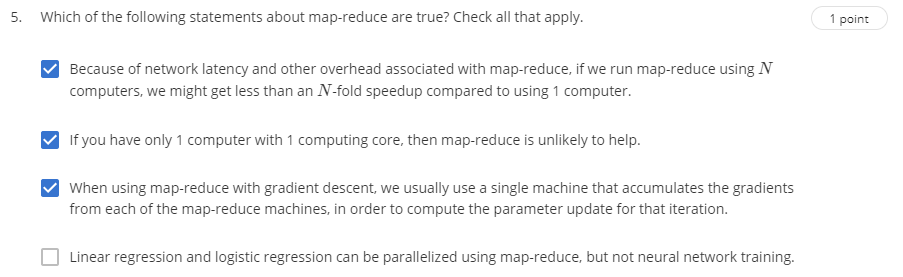 5. Which of the following statements about map-reduce are true? Check all that apply.
1 point
Because of network latency and other overhead associated with map-reduce, if we run map-reduce using N
computers, we might get less than an N-fold speedup compared to using 1 computer.
If you have only 1 computer with 1 computing core, then map-reduce is unlikely to help.
When using map-reduce with gradient descent, we usually use a single machine that accumulates the gradients
from each of the map-reduce machines, in order to compute the parameter update for that iteration.
Linear regression and logistic regression can be parallelized using map-reduce, but not neural network training.